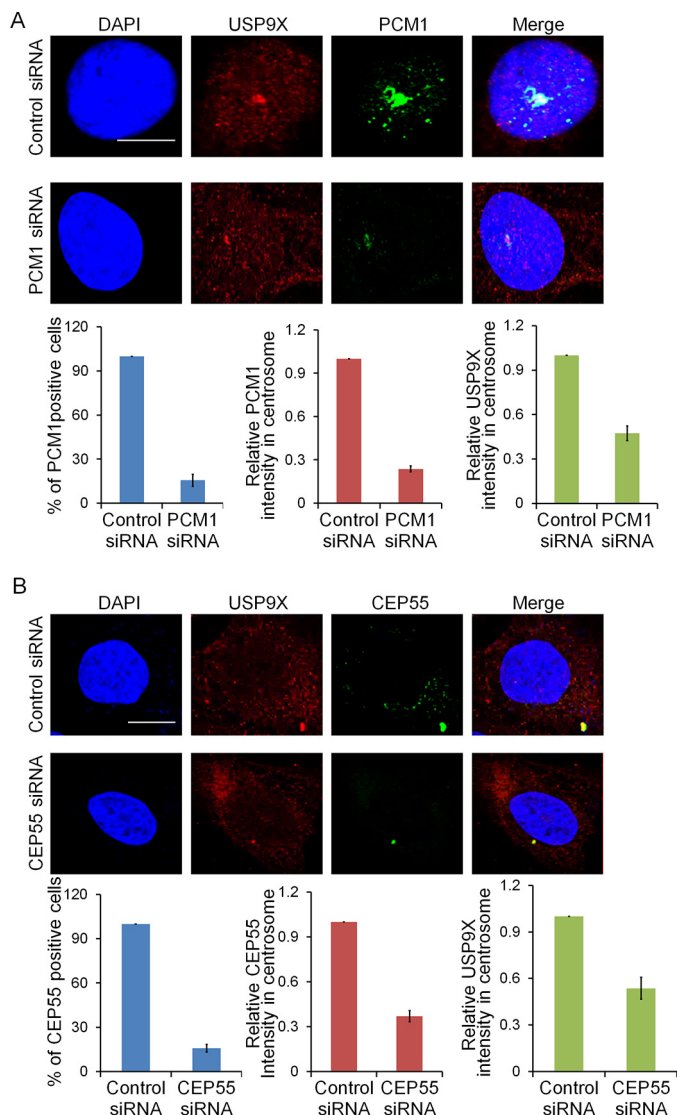 A
DAPI USP9X PCM1 Merge
Control siRNA
PCM1 siRNA
% of PCM1positive cells
120
90
60
30
0
Control PCM1
siRNA siRNA
Relative PCM1
intensity in centrosome
1.2
0.9
0.6
0.3
0
Control PCM1
siRNA siRNA
Relative USP9X
intensity in centrosome
1.2
0.9
0.6
0.3
0
Control PCM1
siRNA siRNA
B
DAPI USP9X CEP55 Merge
Control siRNA
CEP55 siRNA
% of CEP55 positive cells
120
90
60
30
0
Control CEP55
siRNA siRNA
Relative CEP55
Intensity in centrosome
1.2
0.9
0.6
0.3
0
Control CEP55
siRNA siRNA
Relative USP9X
intensity in centrosome
1.2
0.9
0.6
0.3
0
Control CEP55
siRNA siRNA